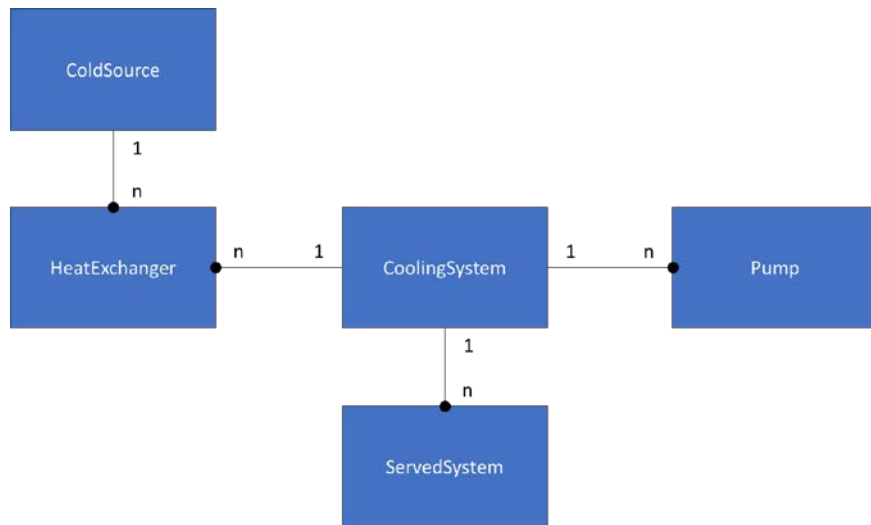 ColdSource
1
n
HeatExchanger
n
1
CoolingSystem
1
n
Pump
1
n
ServedSystem